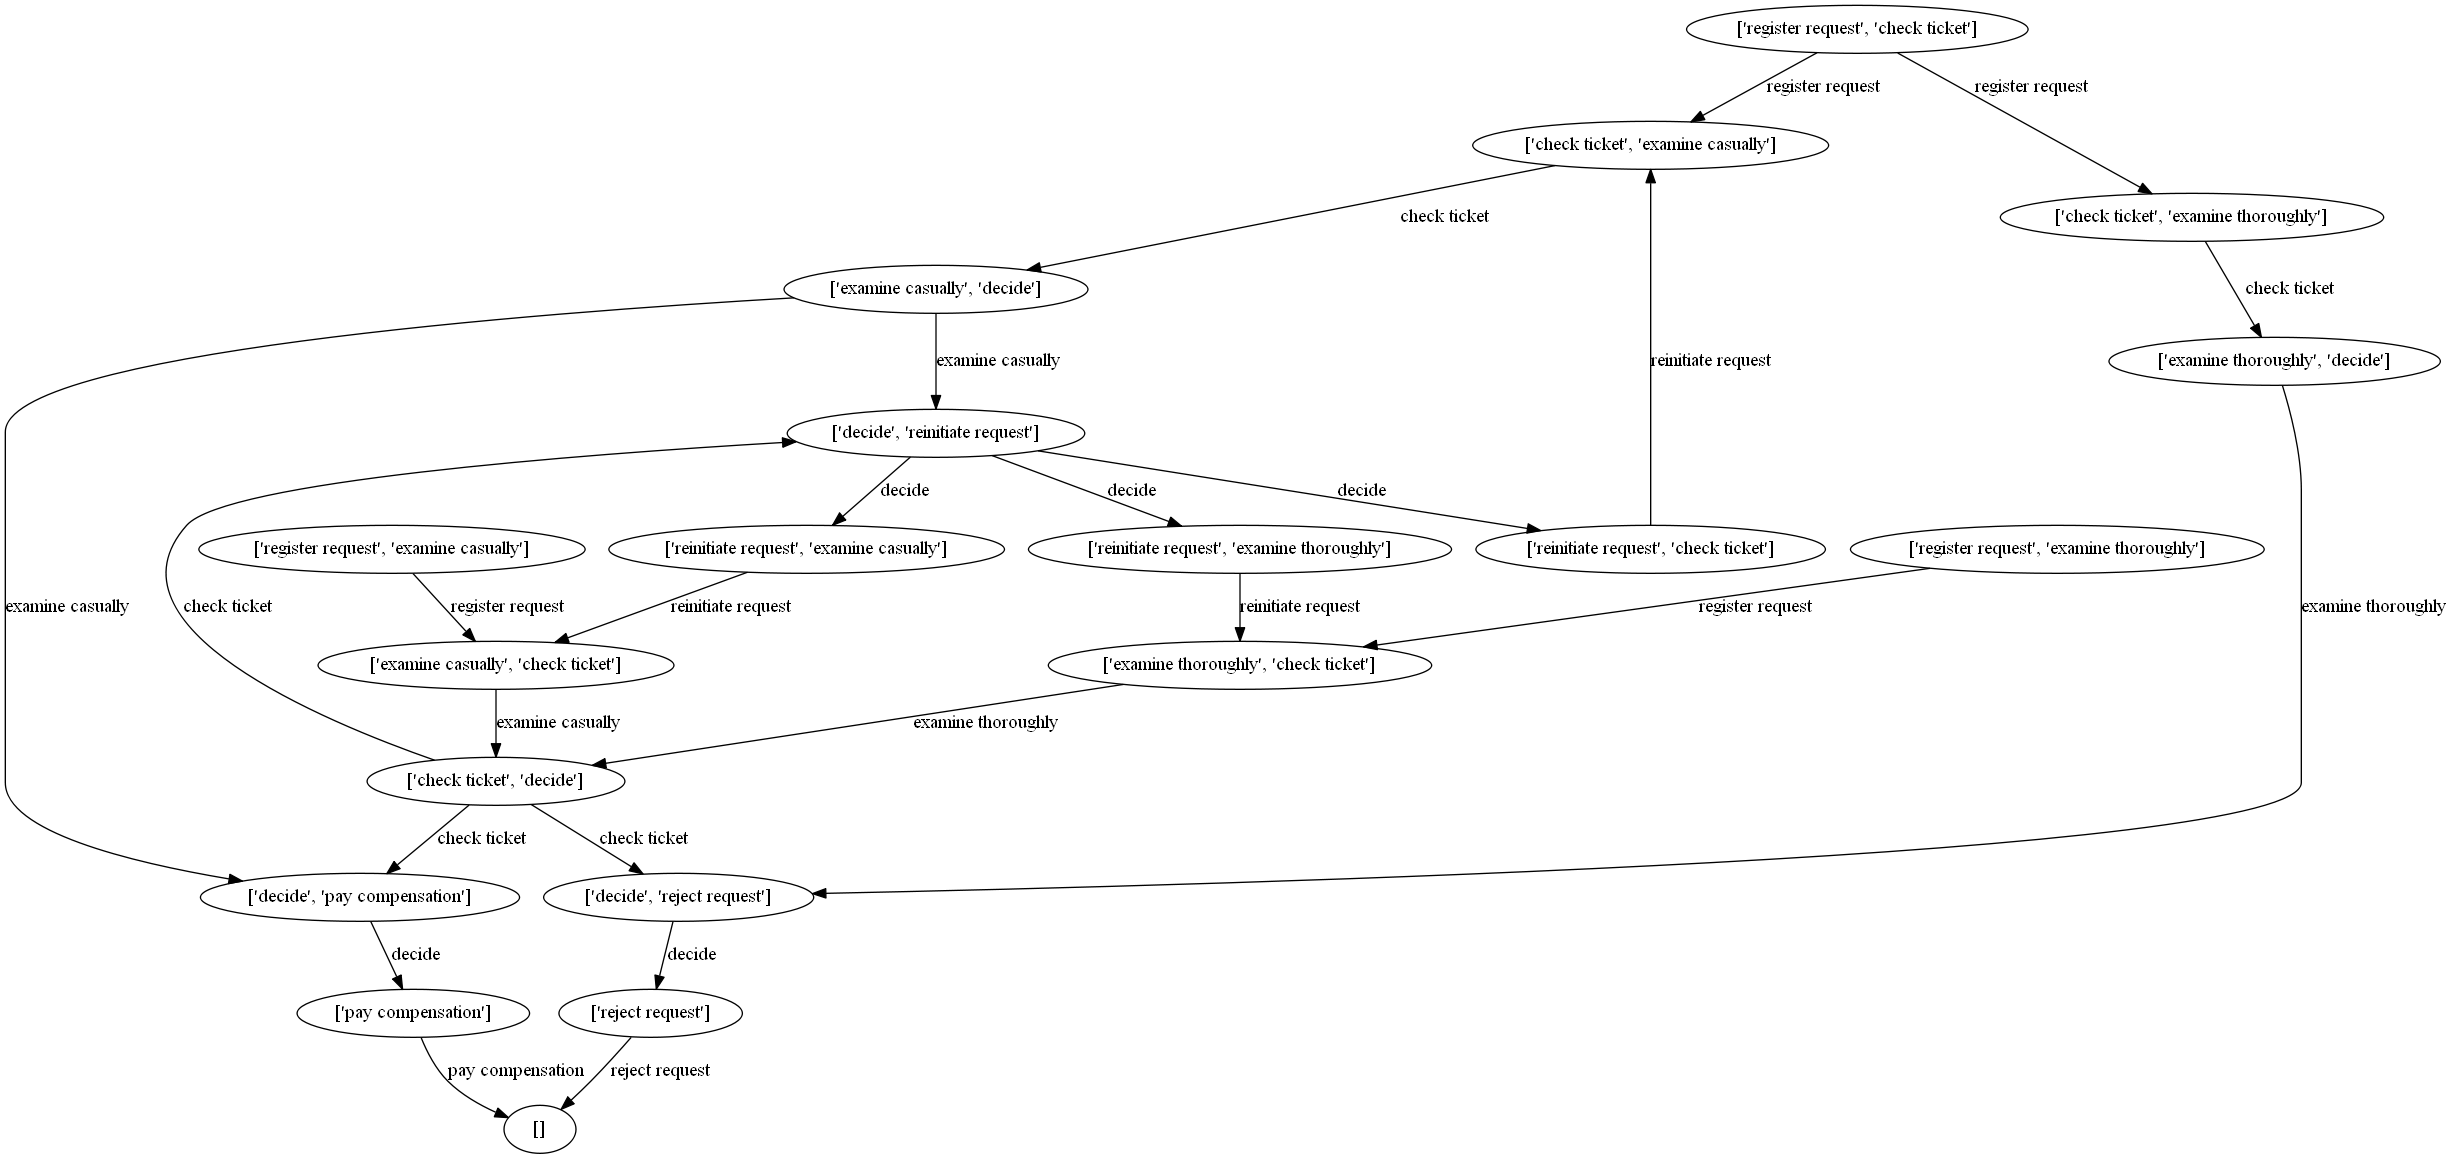 ['register request', 'check ticket']
register request
register request
['check ticket', 'examine casually']
['check ticket', 'examine thoroughly']
check ticket
['examine casually', 'decide']
check ticket
examine casually
reinitiate request
['examine thoroughly', 'decide']
['decide', 'reinitiate request']
decide
decide
decide
['register request', 'examine casually']
['reinitiate request', 'examine casually']
['reinitiate request', 'examine thoroughly']
['reinitiate request', 'check ticket']
['register request', 'examine thoroughly']
examine casually
check ticket
register request
reinitiate request
reinitiate request
register request
examine thoroughly
['examine casually', 'check ticket']
['examine thoroughly', 'check ticket']
examine casually
examine thoroughly
['check ticket', 'decide']
check ticket
check ticket
['decide', 'pay compensation']
['decide', 'reject request']
decide
decide
['pay compensation']
['reject request']
pay compensation
reject request
[]